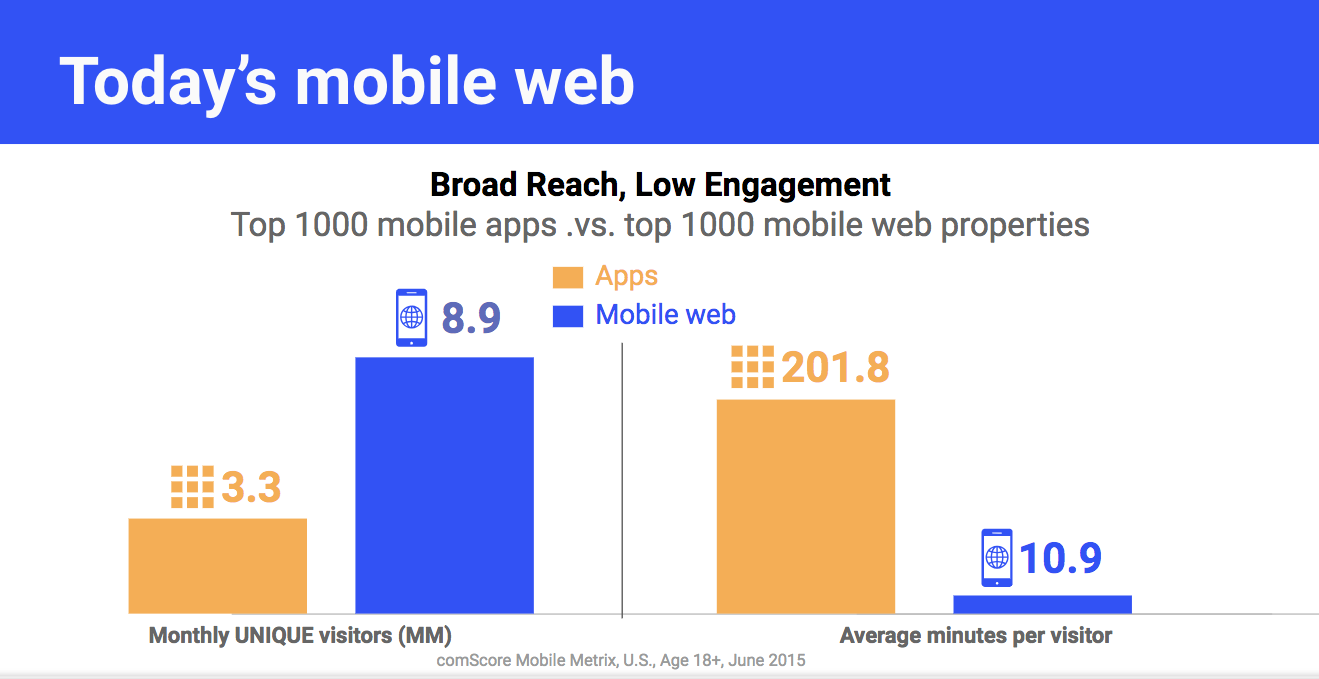 Today’s mobile web
Broad Reach, Low Engagement
Top 1000 mobile apps .vs. top 1000 mobile web properties
Apps
Mobile web
8.9
3.3
201.8
10.9
Monthly UNIQUE visitors (MM)
Average minutes per visitor
comScore Mobile Metrix, U.S., Age 18+, June 2015